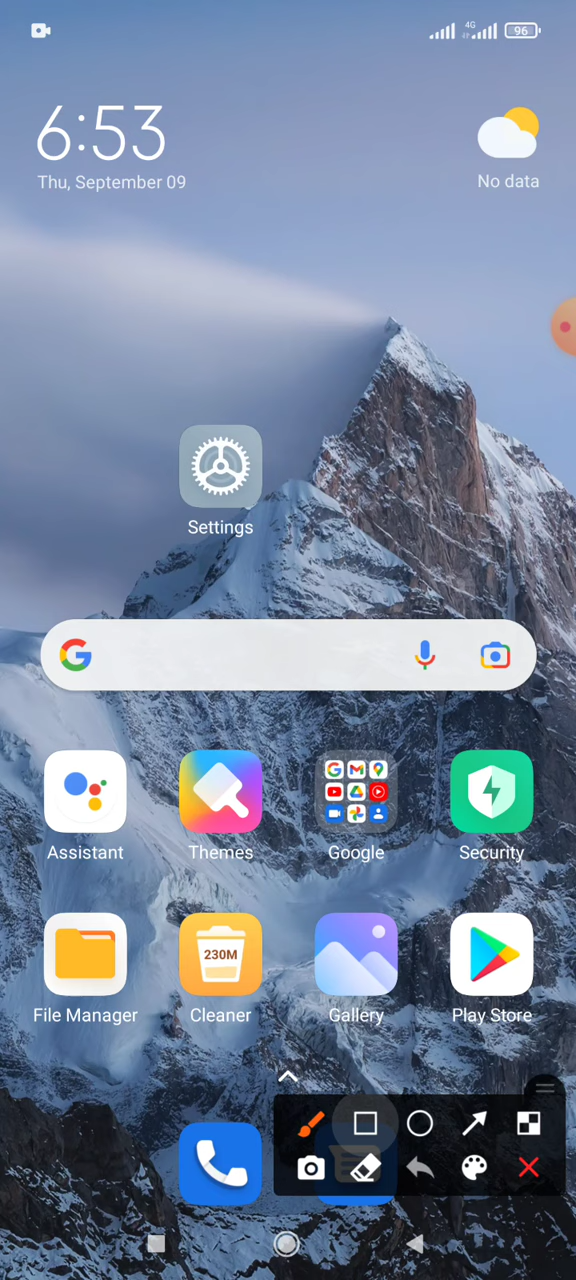 4G
96
6:53
Thu, September 09
No data
Settings
Assistant
Themes
Google
Security
230M
File Manager
Cleaner
Gallery
Play Store